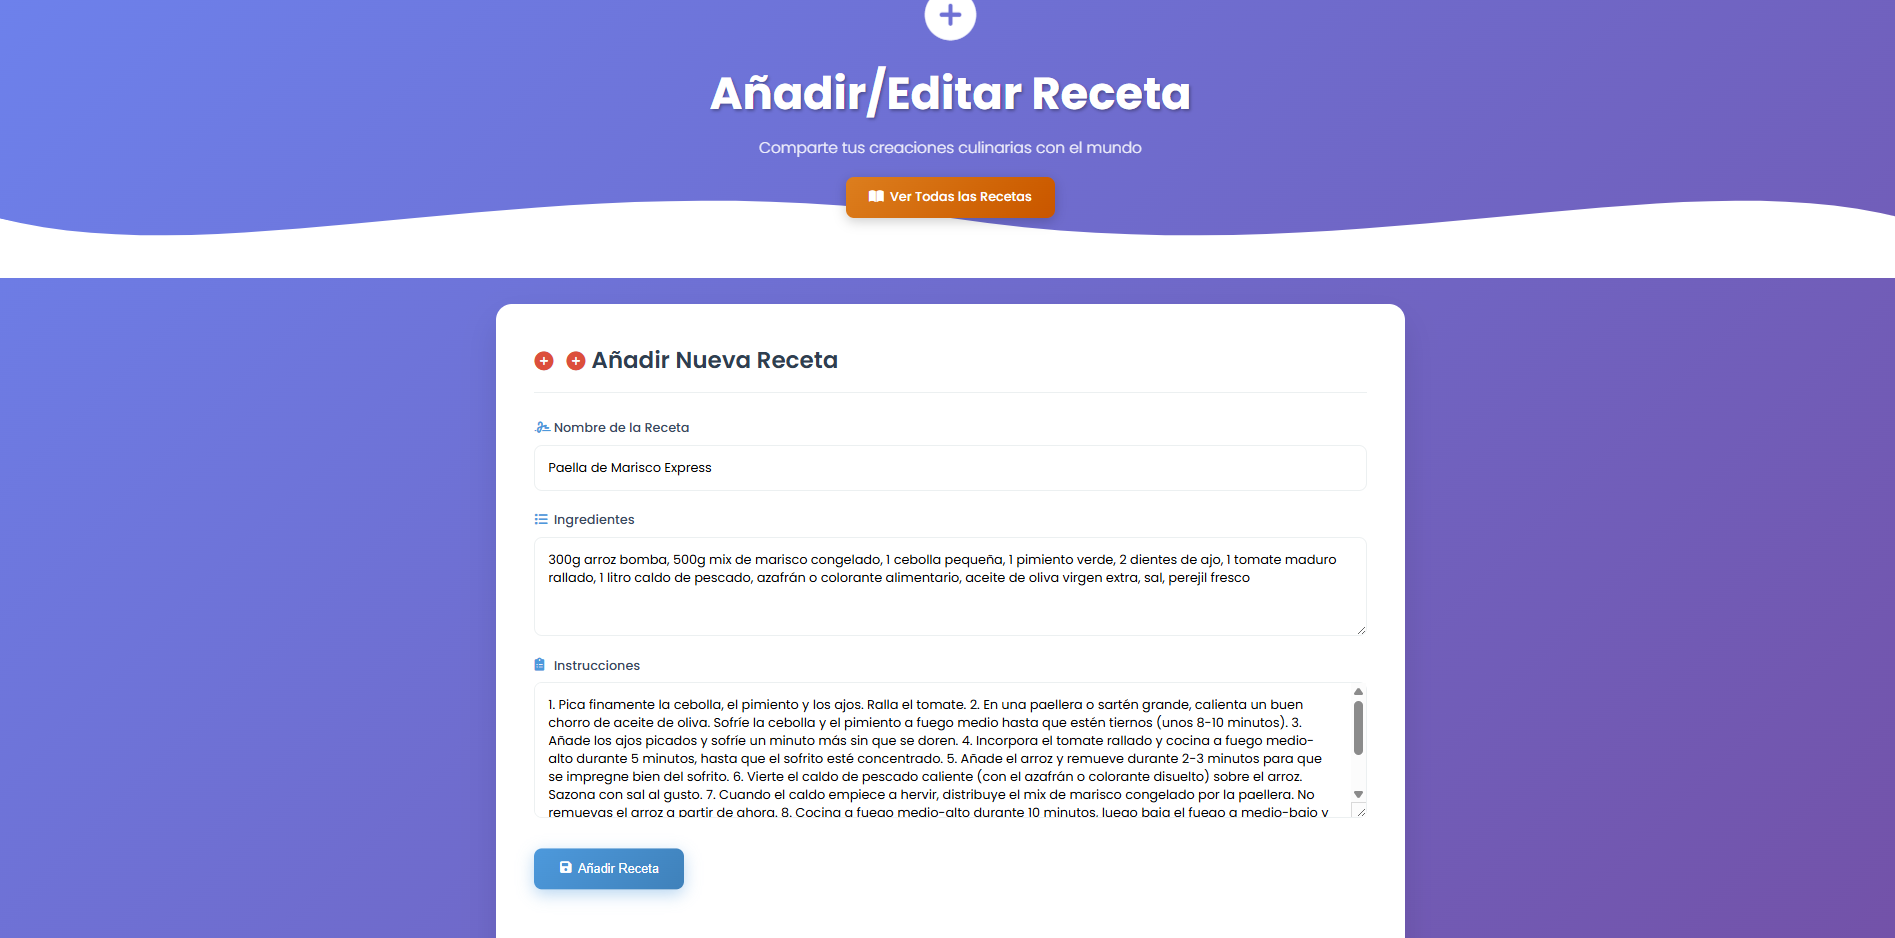 Añadir/Editar Receta
Comparte tus creaciones culinarias con el mundo
Ver Todas las Recetas
Añadir Nueva Receta
Nombre de la Receta
Paella de Marisco Express
Ingredientes
300g arroz bomba, 500g mix de marisco congelado, 1 cebolla pequeña, 1 pimiento verde, 2 dientes de ajo, 1 tomate maduro
rallado, 1 litro caldo de pescado, azafrán o colorante alimentario, aceite de oliva virgen extra, sal, perejil fresco
Instrucciones
1. Pica finamente la cebolla, el pimiento y los ajos. Ralla el tomate. 2. En una paellera o sartén grande, calienta un buen
chorro de aceite de oliva. Sofríe la cebolla y el pimiento a fuego medio hasta que estén tiernos (unos 8-10 minutos). 3.
Añade los ajos picados y sofríe un minuto más sin que se doren. 4. Incorpora el tomate rallado y cocina a fuego medio-
alto durante 5 minutos, hasta que el sofrito esté concentrado. 5. Añade el arroz y remueve durante 2-3 minutos para que
se impregne bien del sofrito. 6. Vierte el caldo de pescado caliente (con el azafrán o colorante disuelto) sobre el arroz.
Sazona con sal al gusto. 7. Cuando el caldo empiece a hervir, distribuye el mix de marisco congelado por la paellera. No
remuevas el arroz a partir de ahora. 8. Cocina a fuego medio-alto durante 10 minutos, luego baja el fuego a medio-bajo y
Añadir Receta